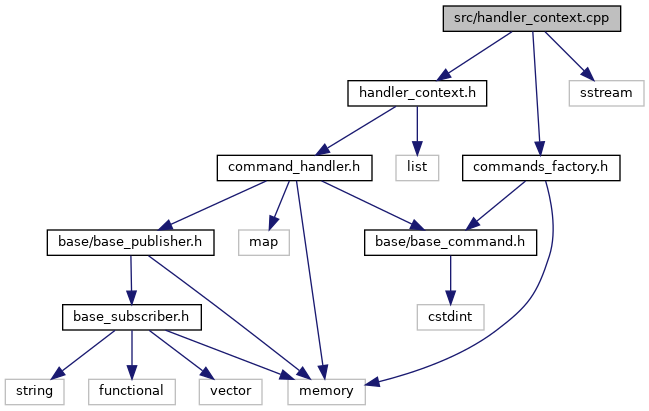 src/handler_context.cpp
handler_context.h
sstream
command_handler.h
list
commands_factory.h
base/base_publisher.h
map
base/base_command.h
base_subscriber.h
cstdint
string
functional
vector
memory